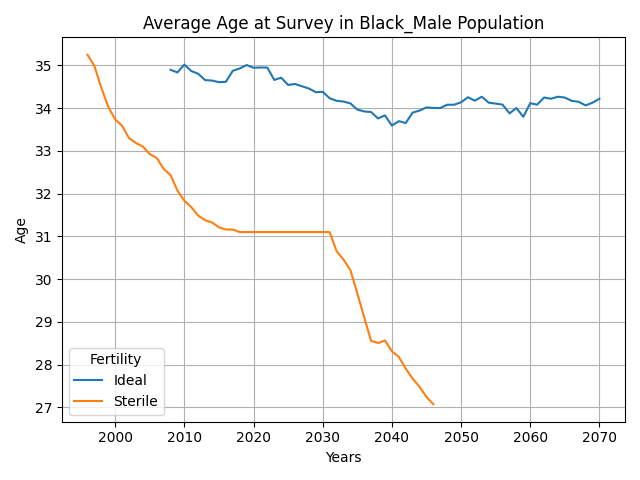 Average Age at Survey in Black_Male Population
Age
35
34
33
32
31
30
29
28
27
Fertility
Ideal
Sterile
2000 2010 2020 2030 2040 2050 2060 2070
Years